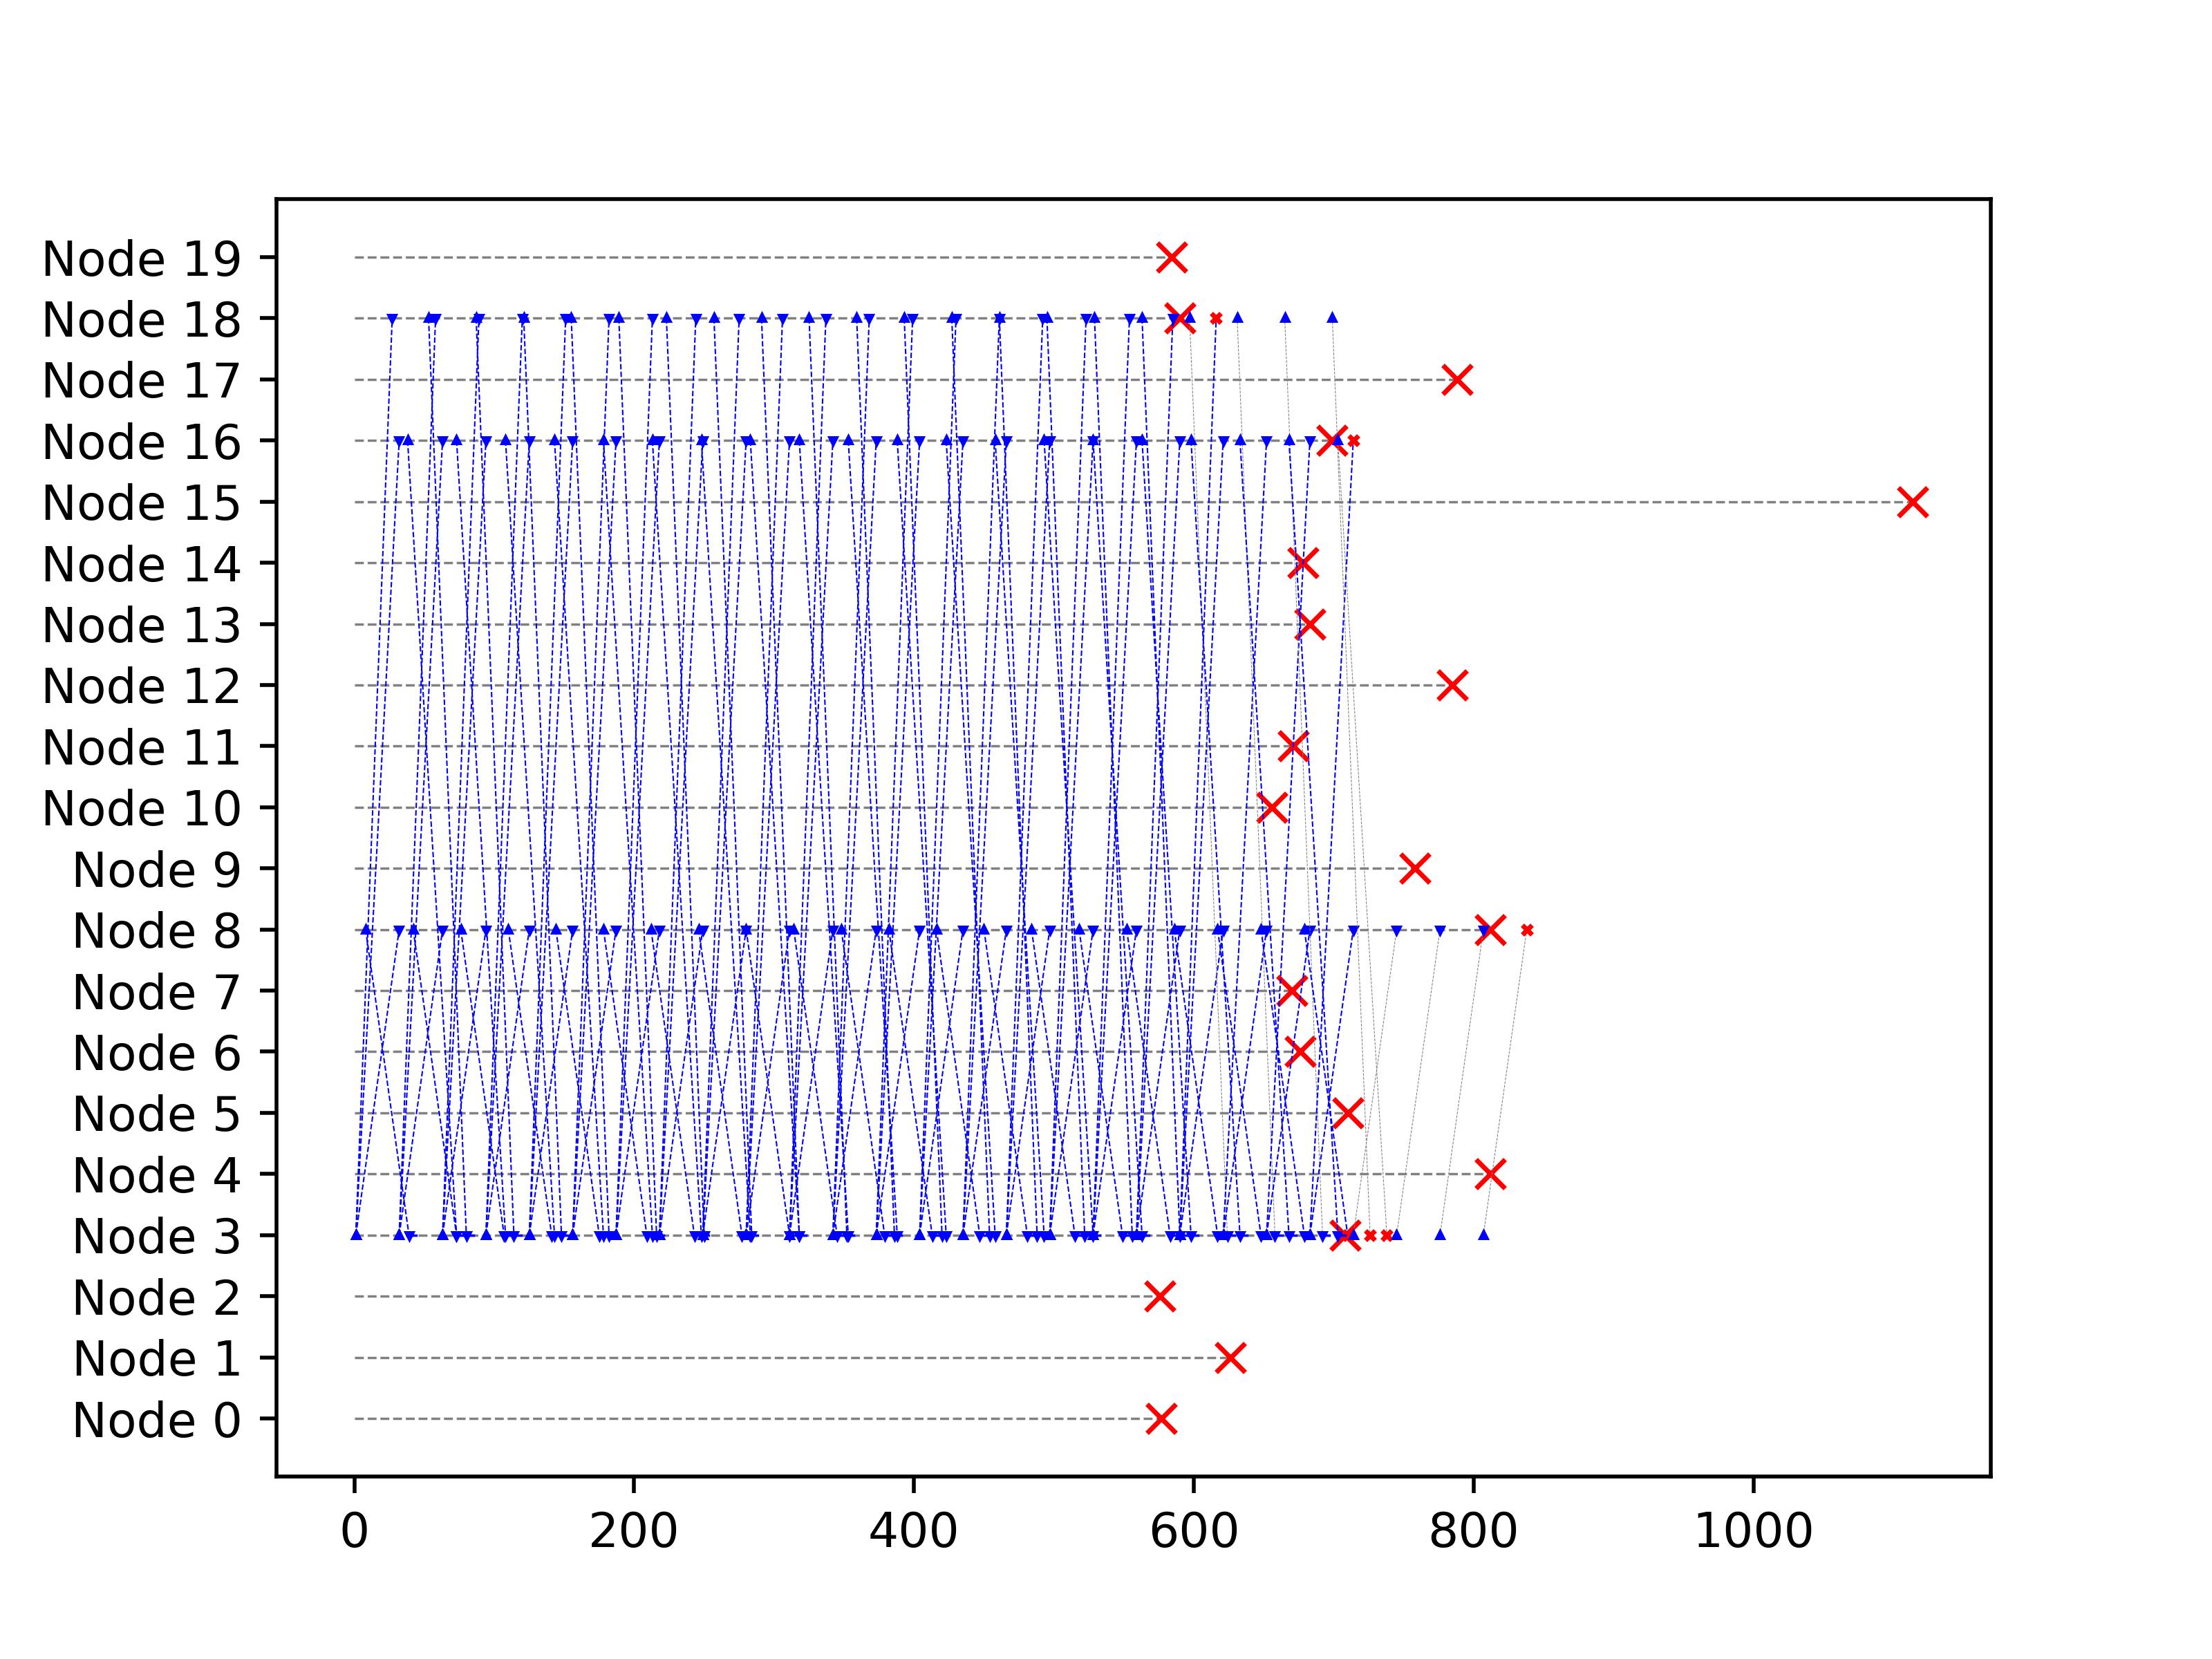 Node 19
Node 18
Node 17
Node 16
Node 15
Node 14
Node 13
Node 12
Node 11
Node 10
Node 9
Node 8
Node 7
Node 6
Node 5
Node 4
Node 3
Node 2
Node 1
Node 0
0 200 400 600 800 1000